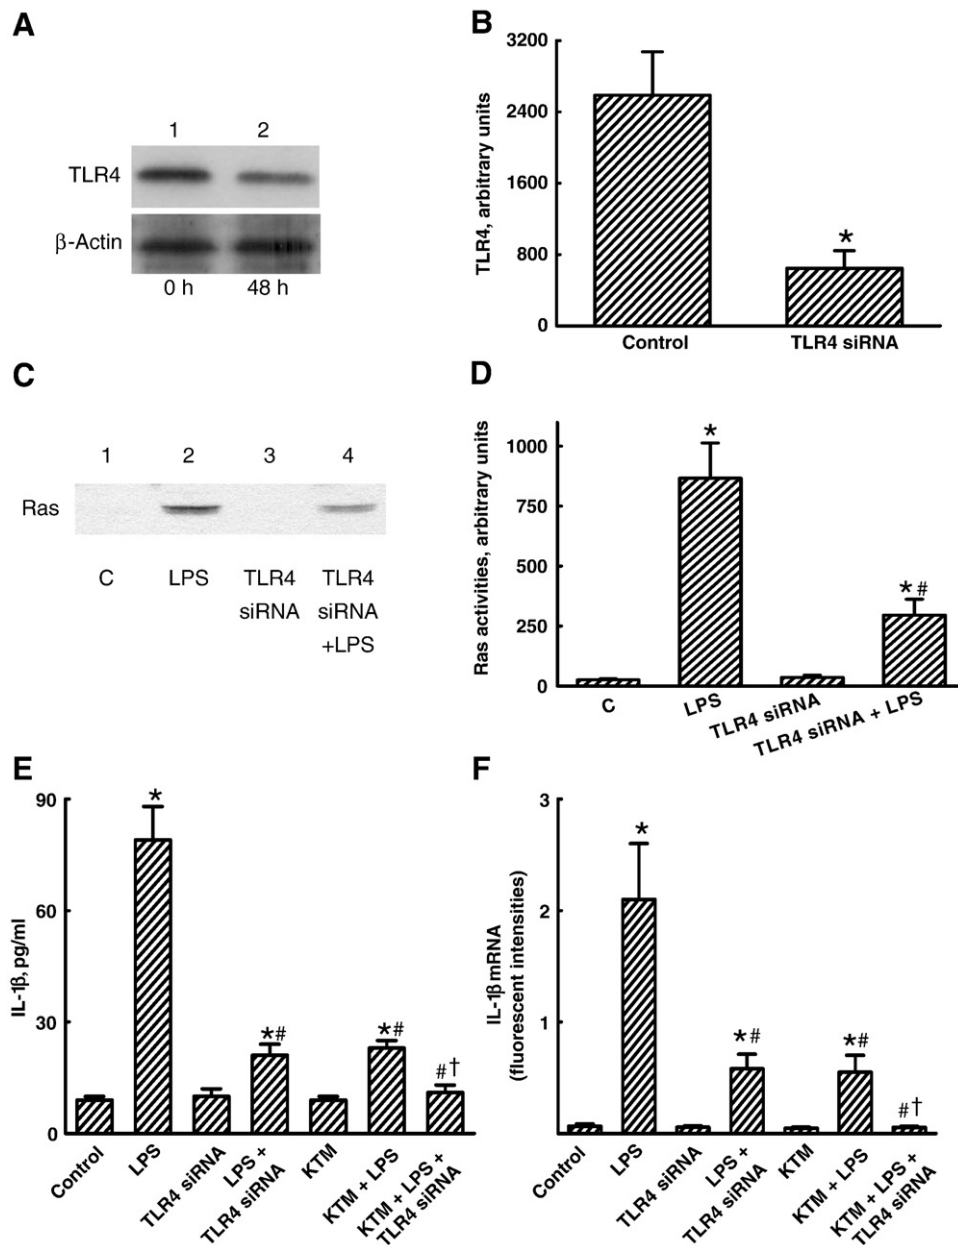 A
1 2
TLR4
β-Actin
0 h 48 h
B
TLR4, arbitrary units
3200
2400
1600
800
0
*
Control TLR4 siRNA
C
1 2 3 4
Ras
C LPS TLR4 TLR4
siRNA siRNA
+LPS
D
Ras activities, arbitrary units
1000
750
500
250
0
*
*#
C
LPS
TLR4 siRNA
TLR4 siRNA + LPS
E
IL-1β, pg/ml
90
60
30
0
*
*#
*#
#†
Control
LPS
TLR4 siRNA
LPS +
TLR4 siRNA
KTM
KTM + LPS
KTM + LPS +
TLR4 siRNA
F
IL-1β mRNA
(fluorescent intensities)
3
2
1
*
*#
*#
#†
Control
LPS
TLR4 siRNA
LPS +
TLR4 siRNA
KTM
KTM + LPS
KTM + LPS +
TLR4 siRNA